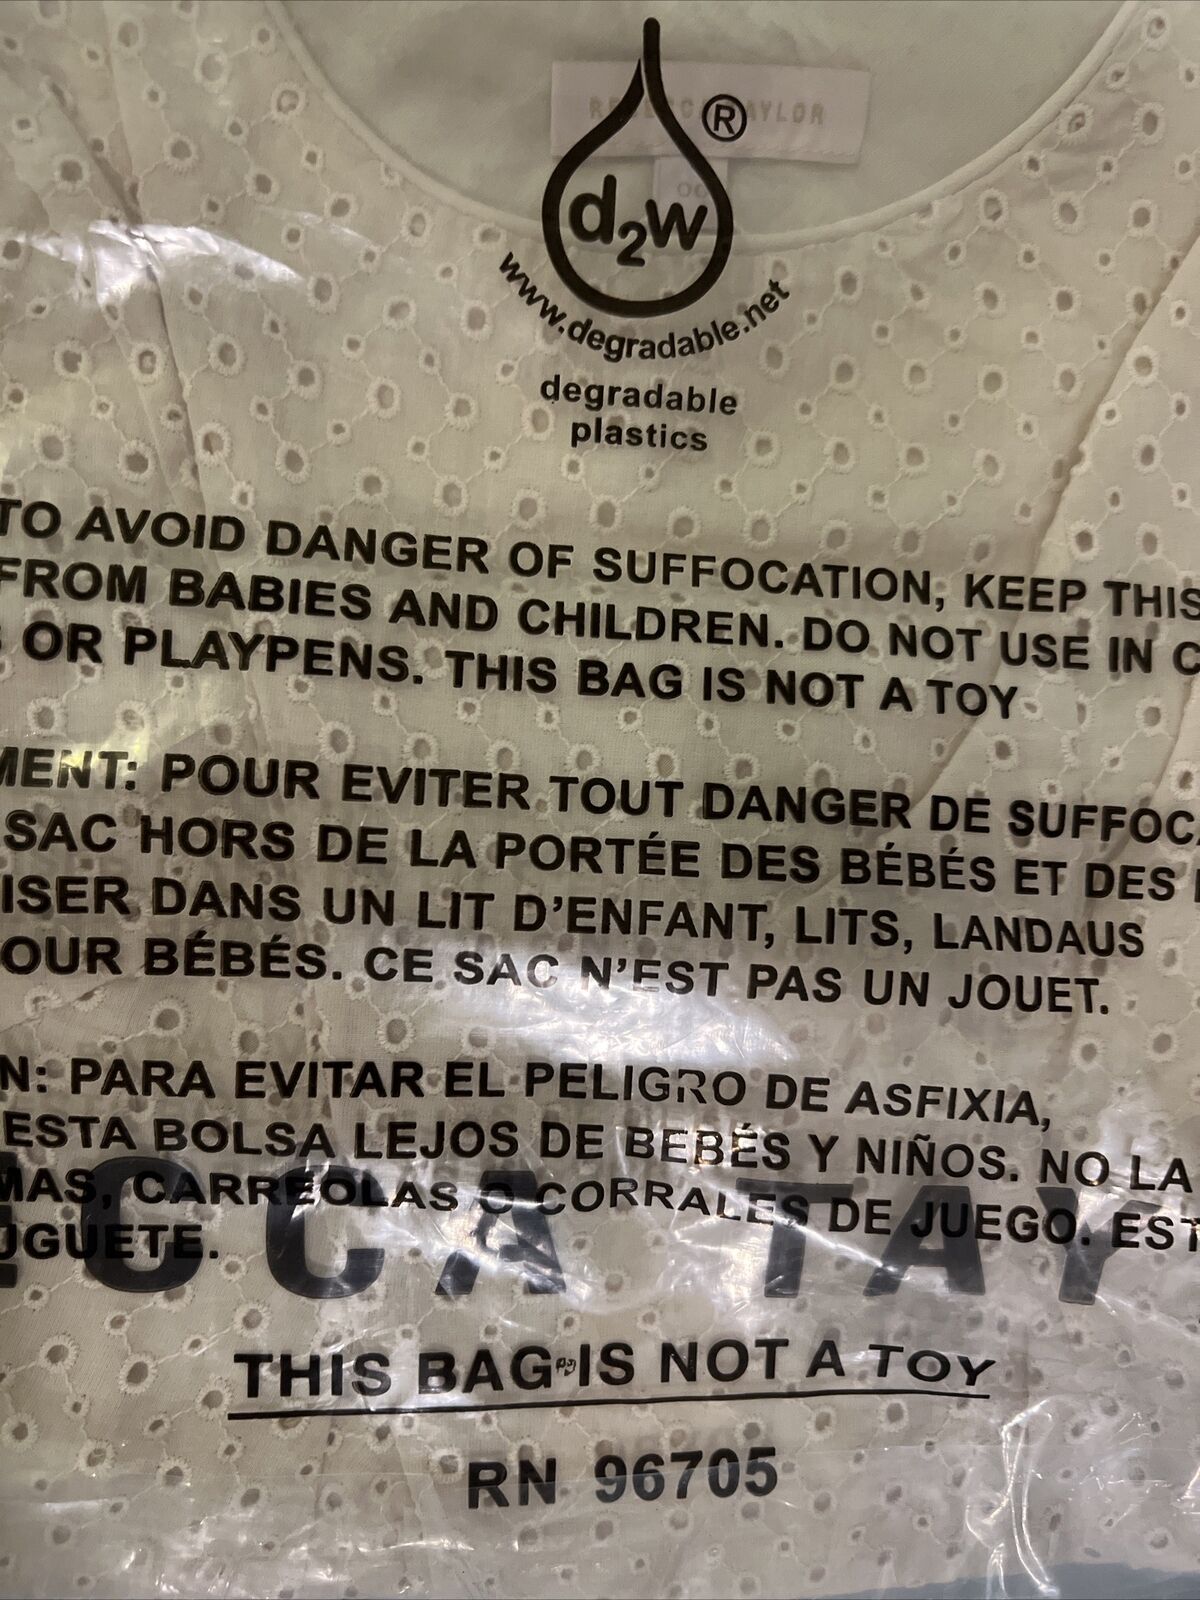 ®
d2w
www.degradable.net
degradable
plastics
TO AVOID DANGER OF SUFFOCATION, KEEP THIS
FROM BABIES AND CHILDREN. DO NOT USE IN C
OR PLAYPENS. THIS BAG IS NOT A TOY
MENT: POUR EVITER TOUT DANGER DE SUFFOC
SAC HORS DE LA PORTÉE DES BÉBÉS ET DES
ISER DANS UN LIT D'ENFANT, LITS, LANDAUS
OUR BÉBÉS. CE SAC N'EST PAS UN JOUET.
N: PARA EVITAR EL PELIGRO DE ASFIXIA,
ESTA BOLSA LEJOS DE BEBÉS Y NIÑOS. NO LA
MAS, CARREOLAS O CORRALES DE JUEGO. EST
UGUETE.
ECCA TAY
THIS BAG IS NOT A TOY
RN 96705